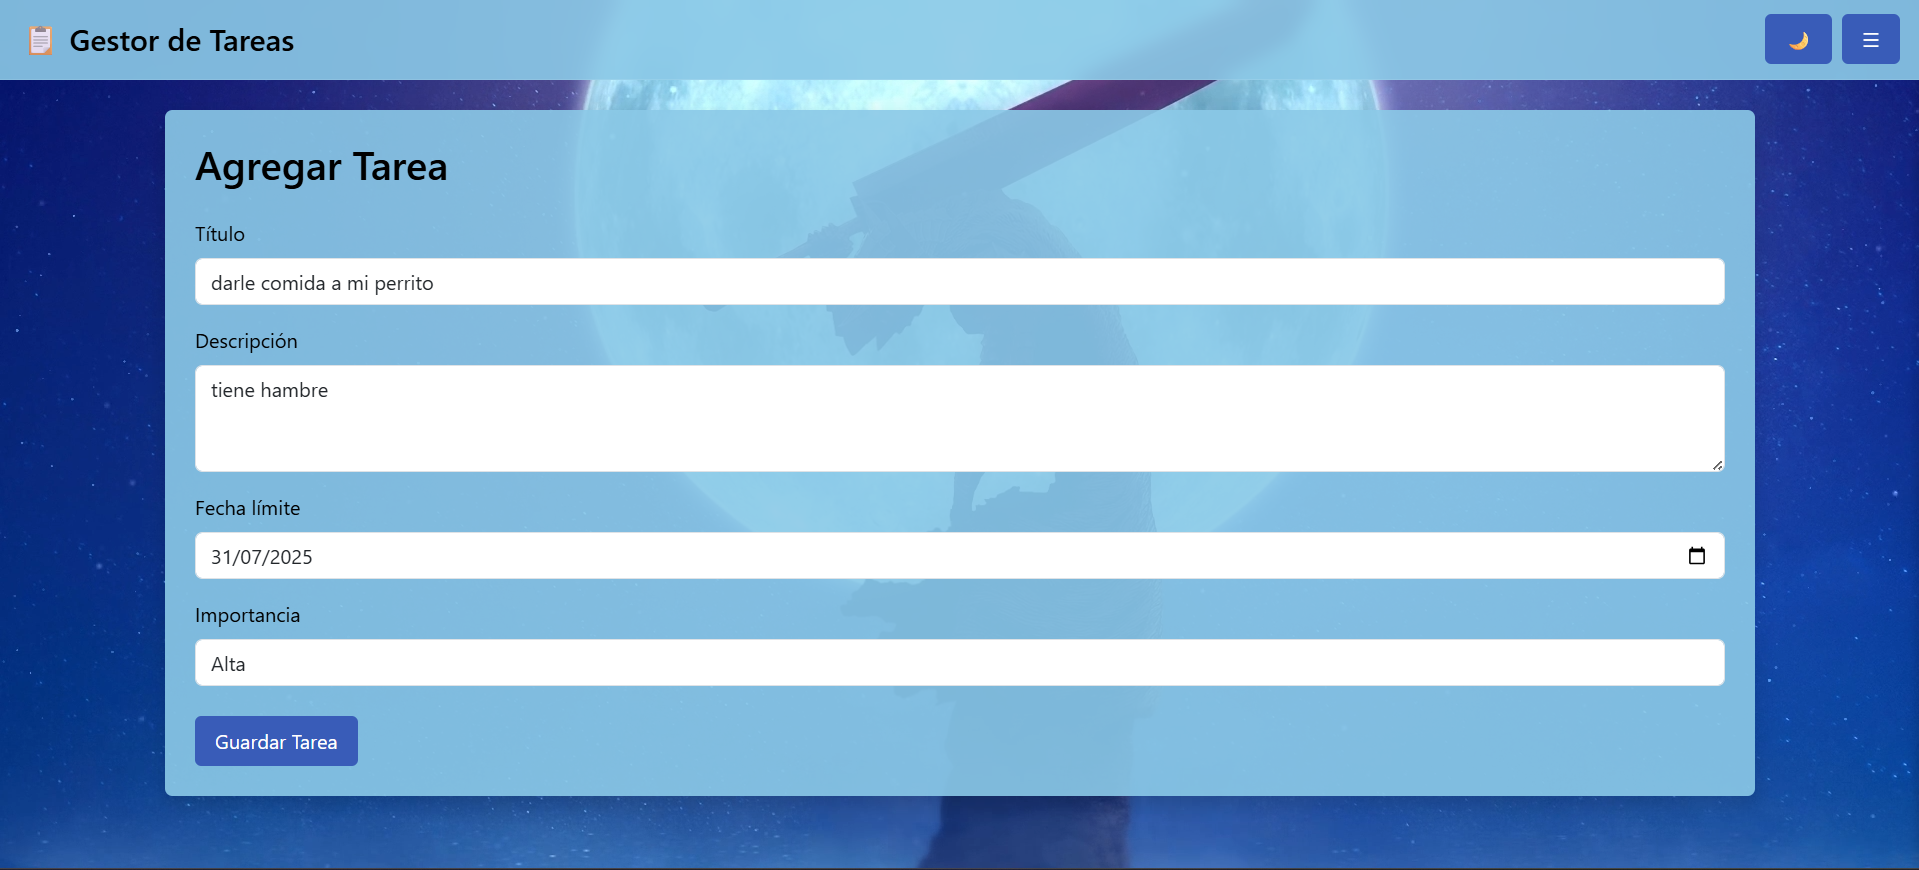 Gestor de Tareas
Agregar Tarea
Título
darle comida a mi perrito
Descripción
tiene hambre
Fecha límite
31/07/2025
Importancia
Alta
Guardar Tarea